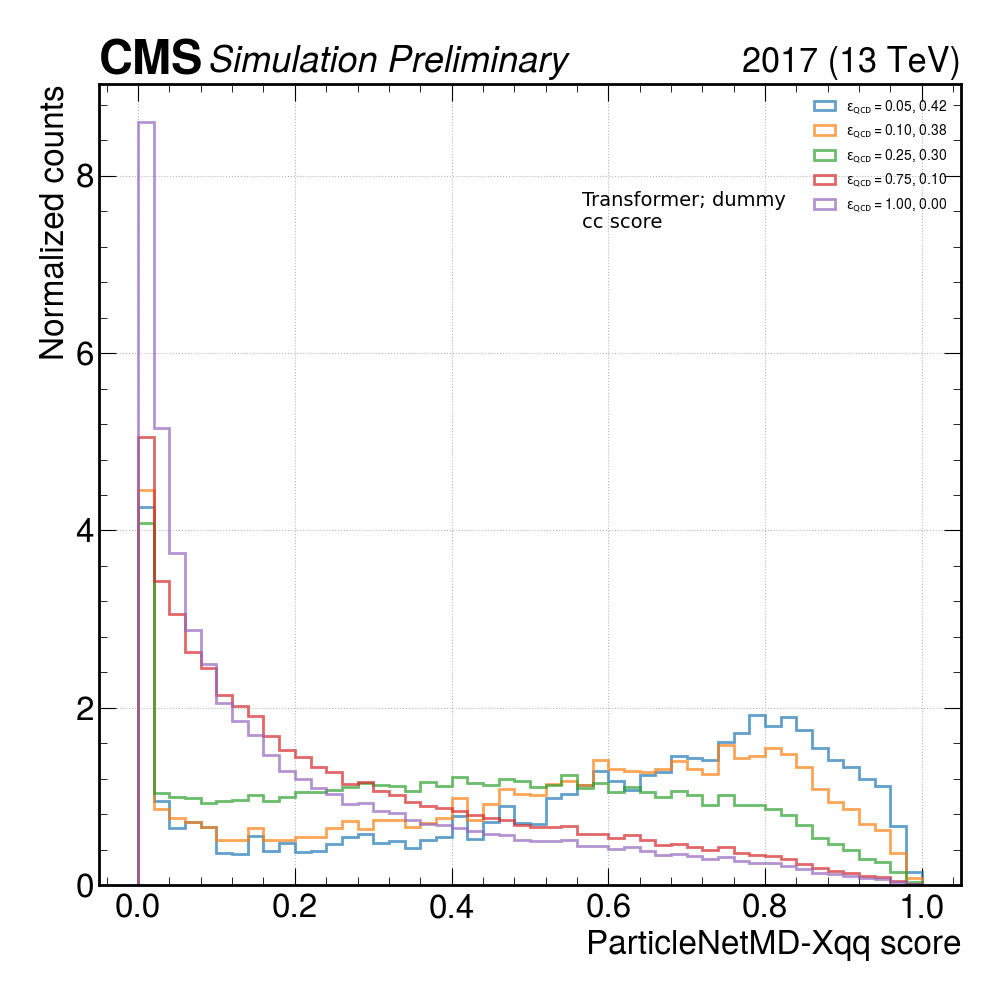 CMS Simulation Preliminary 2017 (13 TeV)
Normalized counts
εQCD = 0.05, 0.42
εQCD = 0.10, 0.38
εQCD = 0.25, 0.30
εQCD = 0.75, 0.10
εQCD = 1.00, 0.00
Transformer; dummy
cc score
8
6
4
2
0
0.0 0.2 0.4 0.6 0.8 1.0
ParticleNetMD-Xqq score